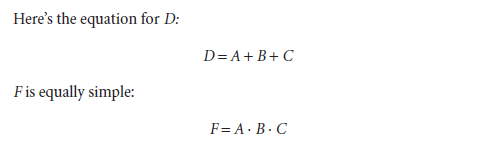 Here’s the equation for D:
D = A + B + C
F is equally simple:
F = A · B · C